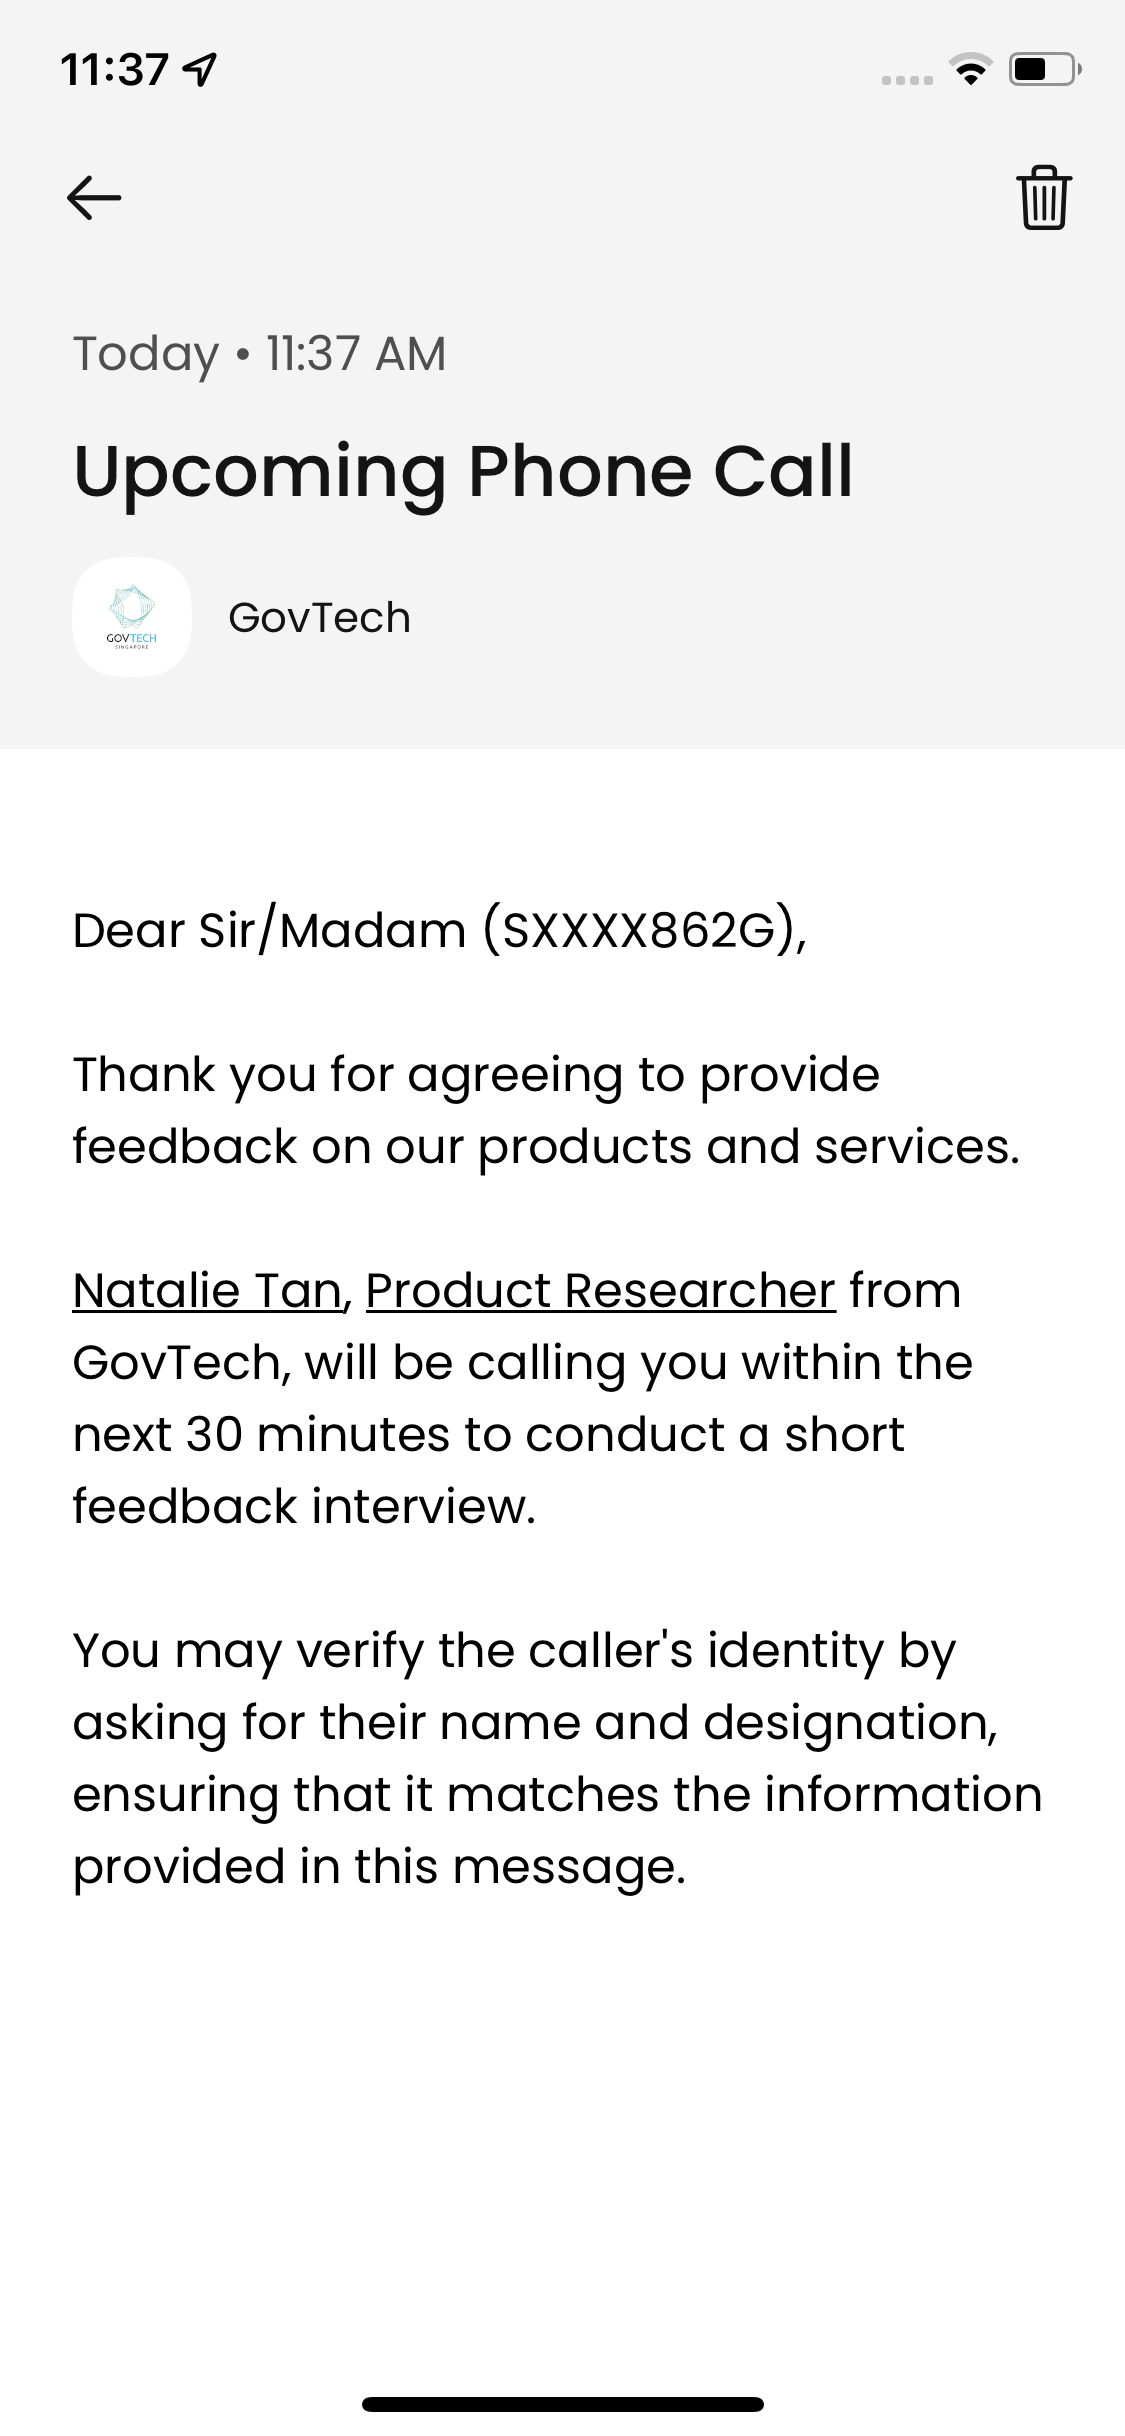 11:37
Today • 11:37 AM
Upcoming Phone Call
GOVTECH
SINGAPORE
GovTech
Dear Sir/Madam (SXXXX862G),
Thank you for agreeing to provide
feedback on our products and services.
Natalie Tan, Product Researcher from
GovTech, will be calling you within the
next 30 minutes to conduct a short
feedback interview.
You may verify the caller's identity by
asking for their name and designation,
ensuring that it matches the information
provided in this message.